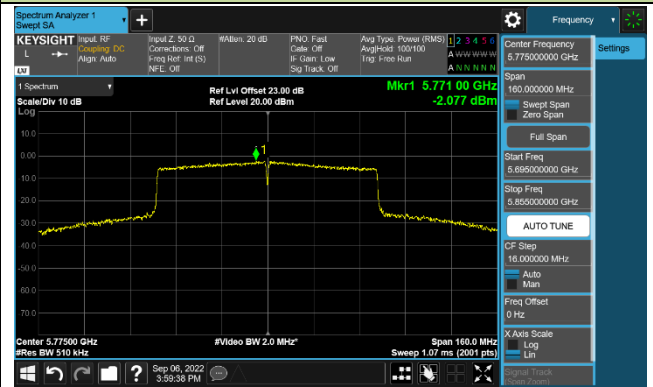 Spectrum Analyzer 1
Swept SA
+
Frequency
KEYSIGHT
L
LXI
Input: RF
Coupling: DC
Align: Auto
Input Z: 50 Ω
Corrections: Off
Freq Ref: Int (S)
NFE: Off
#Atten: 20 dB
PNO: Fast
Gate: Off
IF Gain: Low
Sig Track: Off
Avg Type: Power (RMS)
Avg|Hold: 100/100
Trig: Free Run
1 2 3 4 5 6
A W W W W W
A N N N N N
1 Spectrum
Scale/Div 10 dB
Log
Ref Lvl Offset 23.00 dB
Ref Level 20.00 dBm
Mkr1 5.771 00 GHz
-2.077 dBm
10.0
0.00
-10.0
-20.0
-30.0
-40.0
-50.0
-60.0
-70.0
1
Center 5.77500 GHz
#Res BW 510 kHz
#Video BW 2.0 MHz*
Span 160.0 MHz
Sweep 1.07 ms (2001 pts)
Center Frequency
5.775000000 GHz
Span
160.000000 MHz
Swept Span
Zero Span
Full Span
Start Freq
5.695000000 GHz
Stop Freq
5.855000000 GHz
AUTO TUNE
CF Step
16.000000 MHz
Auto
Man
Freq Offset
0 Hz
X Axis Scale
Log
Lin
Signal Track
(Span Zoom)
Settings
?
Sep 06, 2022
3:59:38 PM